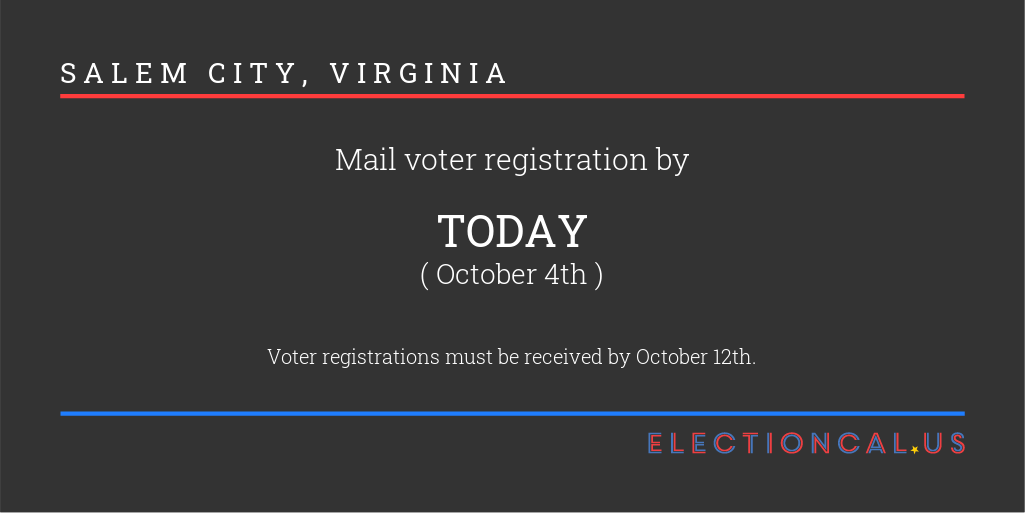 SALEM CITY, VIRGINIA
Mail voter registration by
TODAY
( October 4th )
Voter registrations must be received by October 12th.
ELECTIONCAL.US